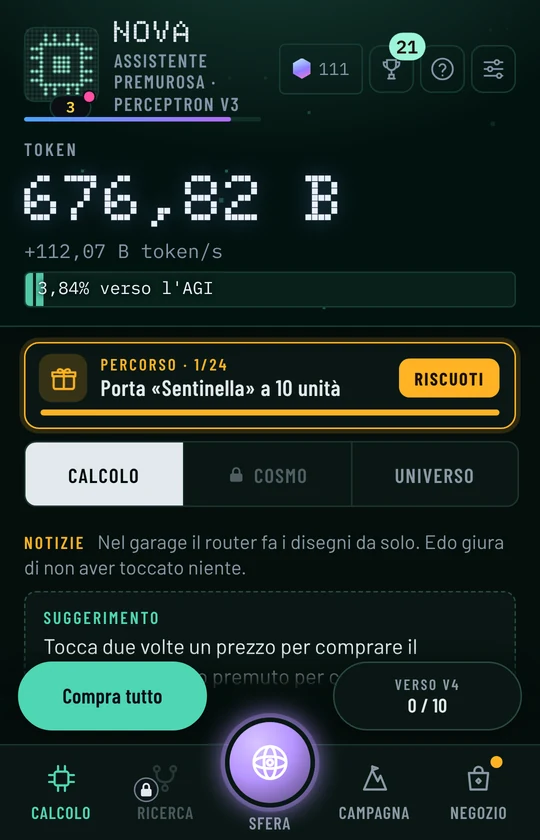 NOVA
ASSISTENTE
PREMUROSA ·
PERCEPTRON V3
3
111
21
TOKEN
676,82 B
+112,07 B token/s
3,84% verso l'AGI
PERCORSO · 1/24
Porta «Sentinella» a 10 unità
RISCUOTI
CALCOLO
COSMO
UNIVERSO
NOTIZIE Nel garage il router fa i disegni da solo. Edo giura
di non aver toccato niente.
SUGGERIMENTO
Tocca due volte un prezzo per comprare il
premuto per
Compra tutto
VERSO V4
0 / 10
CALCOLO
RICERCA
SFERA
CAMPAGNA
NEGOZIO